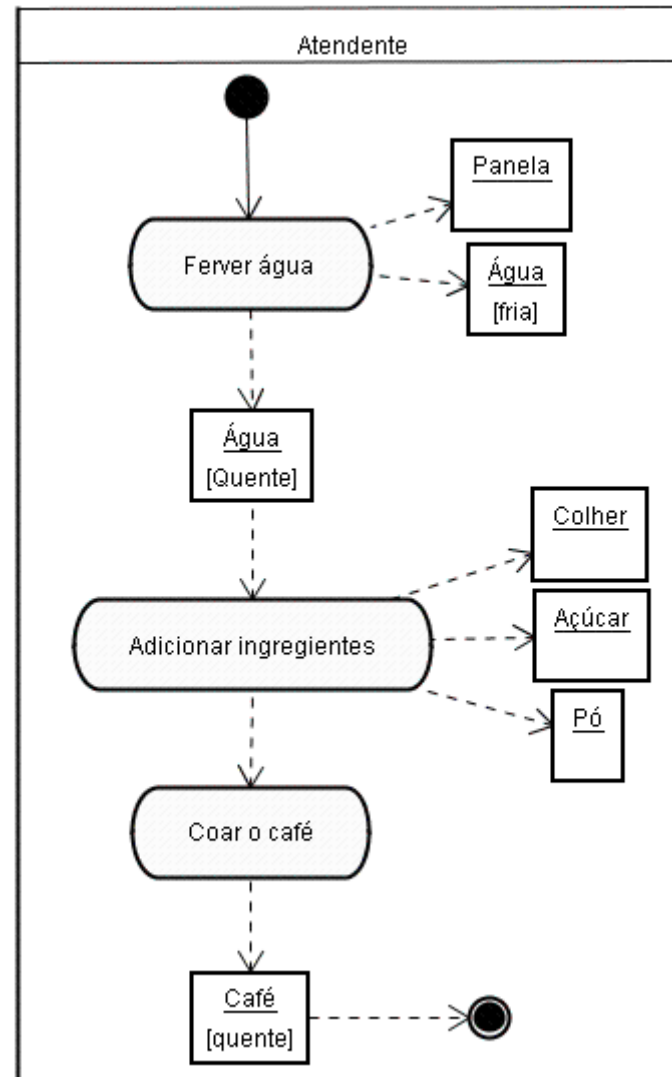 Atendente
Panela
Ferver água
Água
[fria]
Água
[Quente]
Colher
Açúcar
Adicionar ingregientes
Pó
Coar o café
Café
[quente]